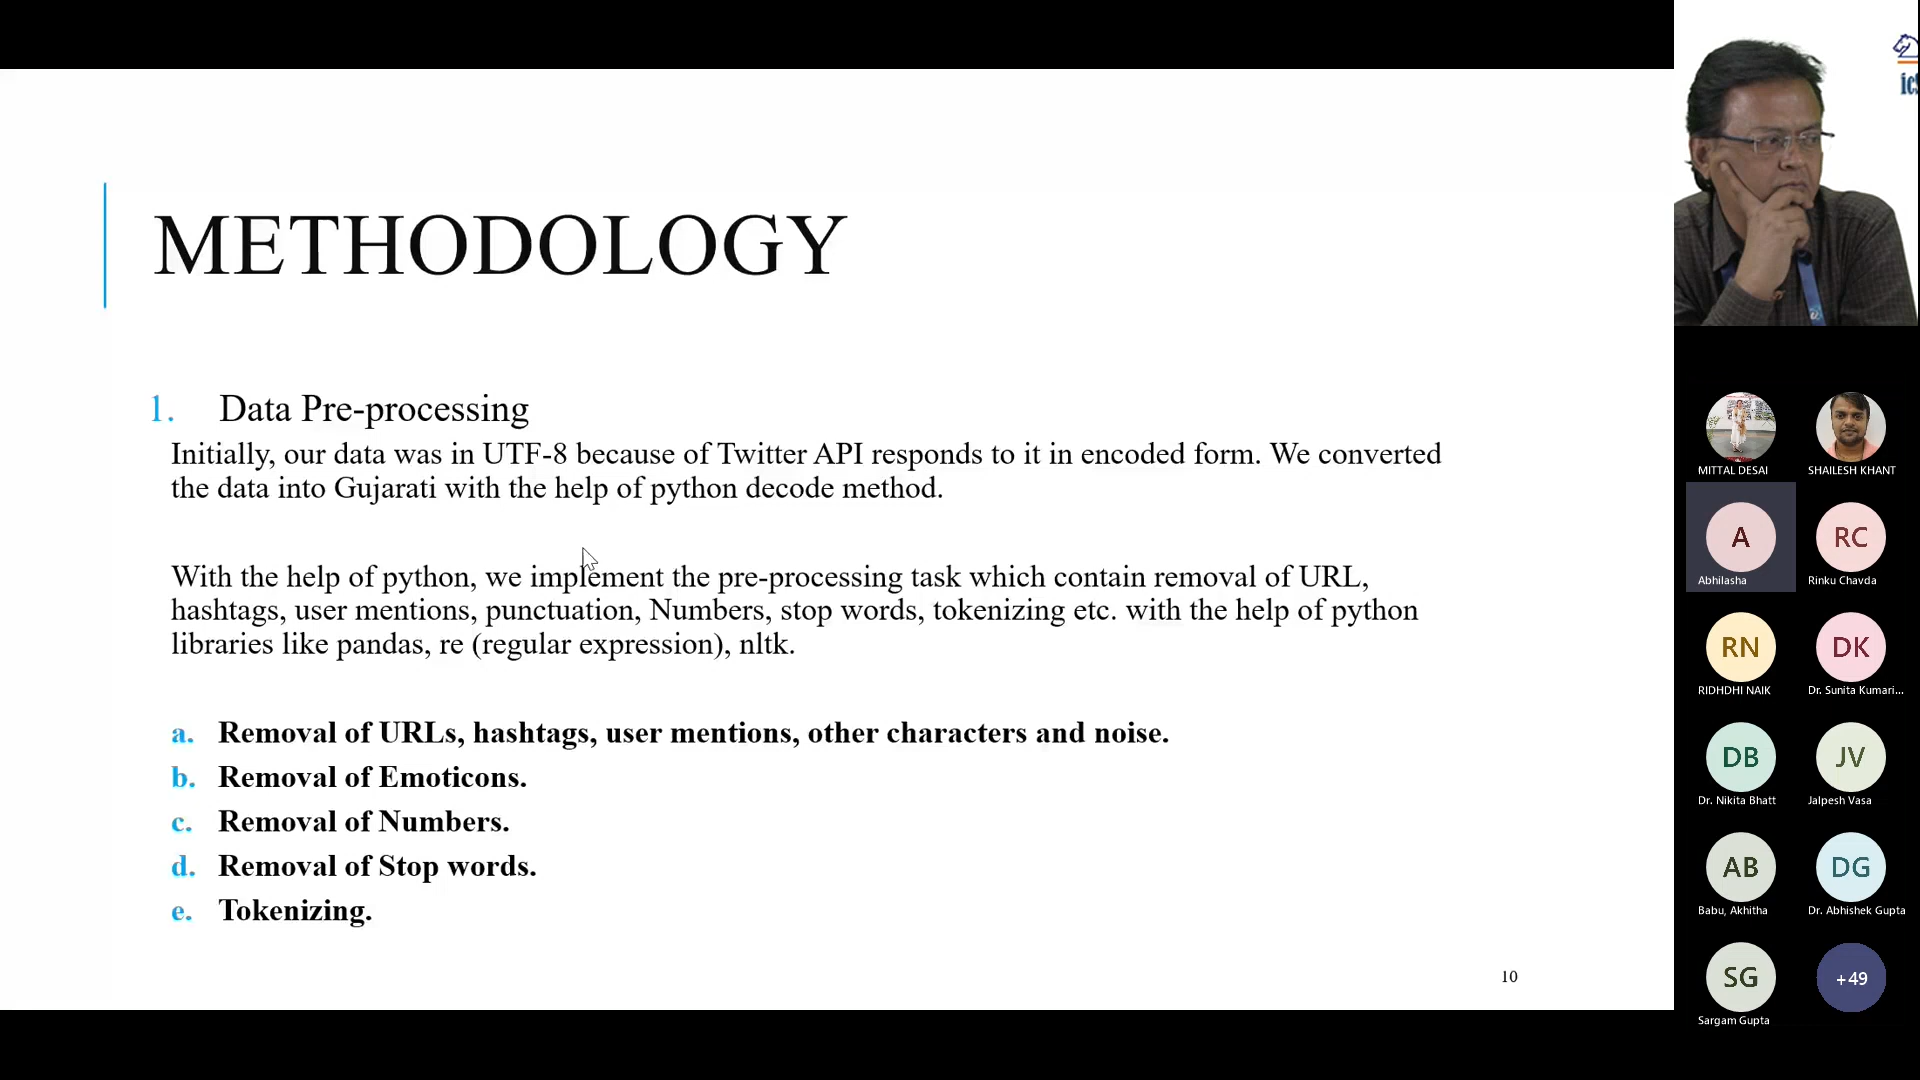 METHODOLOGY
1. Data Pre-processing
Initially, our data was in UTF-8 because of Twitter API responds to it in encoded form. We converted
the data into Gujarati with the help of python decode method.
With the help of python, we implement the pre-processing task which contain removal of URL,
hashtags, user mentions, punctuation, Numbers, stop words, tokenizing etc. with the help of python
libraries like pandas, re (regular expression), nltk.
a. Removal of URLs, hashtags, user mentions, other characters and noise.
b. Removal of Emoticons.
c. Removal of Numbers.
d. Removal of Stop words.
e. Tokenizing.
10
MITTAL DESAI
SHAILESH KHANT
A
Abhilasha
RC
Rinku Chavda
RN
RIDHDHI NAIK
DK
Dr. Sunita Kumari...
DB
Dr. Nikita Bhatt
JV
Jalpesh Vasa
AB
Babu, Akhitha
DG
Dr. Abhishek Gupta
SG
Sargam Gupta
+49